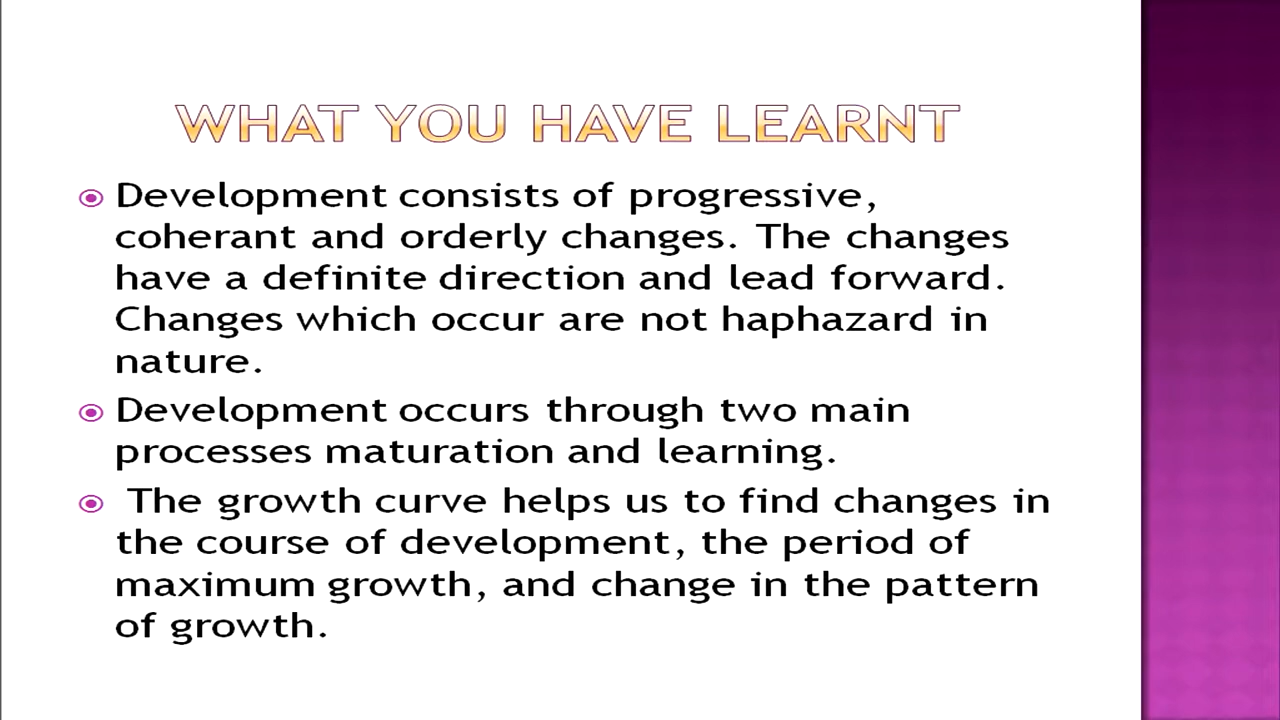 WHAT YOU HAVE LEARNT
Development consists of progressive,
coherant and orderly changes. The changes
have a definite direction and lead forward.
Changes which occur are not haphazard in
nature.
Development occurs through two main
processes maturation and learning.
The growth curve helps us to find changes in
the course of development, the period of
maximum growth, and change in the pattern
of growth.